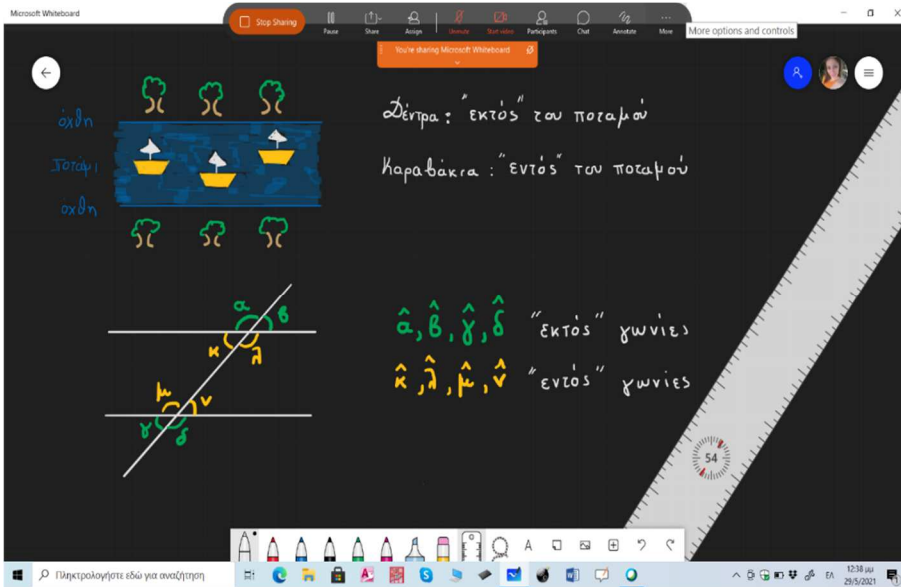 Microsoft Whiteboard
Stop Sharing
Pause
Share
Assign
Unmute
Start video
Participants
Chat
Annotate
More
More options and controls
You're sharing Microsoft Whiteboard
όχθη
Ποτάμι
όχθη
Δέντρα: "εκτός" του ποταμού
Καραβάκια: "εντός" του ποταμού
α
β
κ
λ
μ
ν
γ
δ
α̂, β̂, γ̂, δ̂ "εκτός" γωνίες
κ̂, λ̂, μ̂, ν̂ "εντός" γωνίες
54
Πληκτρολογήστε εδώ για αναζήτηση
ΕΛ
12:38 μμ
29/5/2021